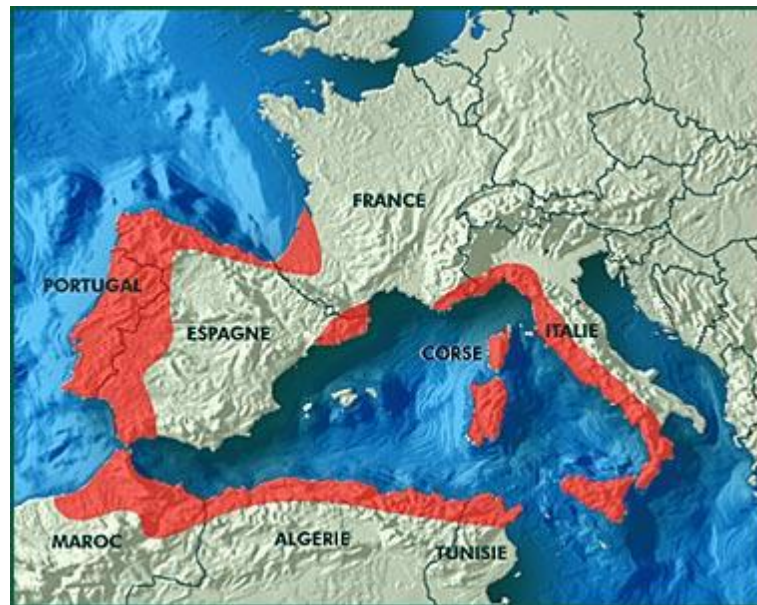 FRANCE
PORTUGAL
ESPAGNE
ITALIE
CORSE
MAROC
ALGERIE
TUNISIE